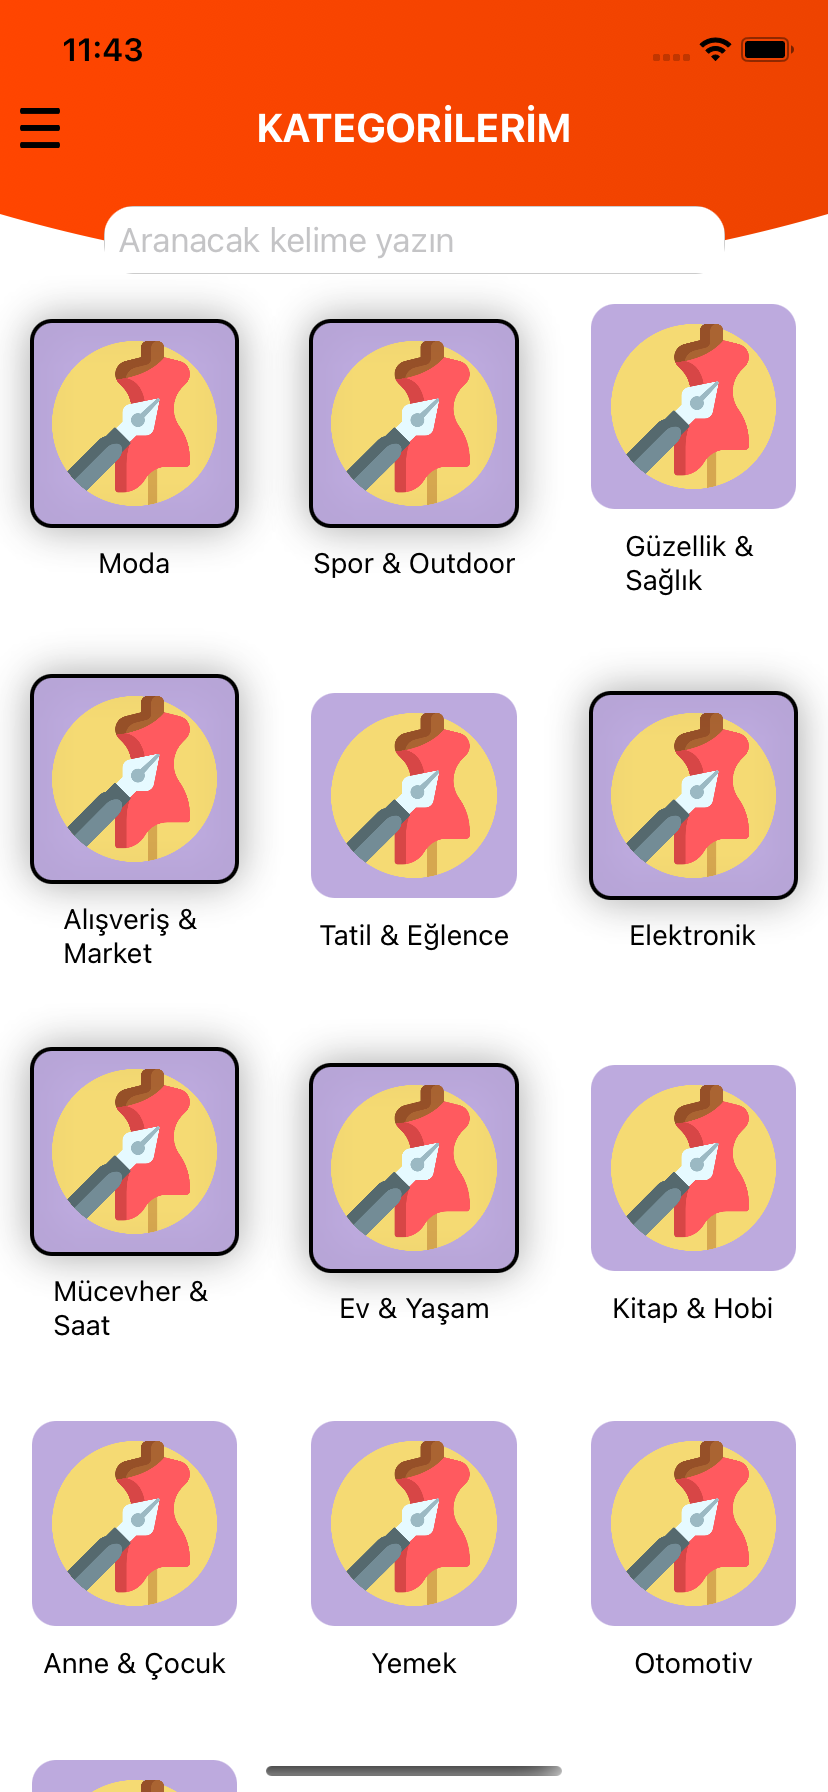 11:43
KATEGORİLERİM
Aranacak kelime yazın
Moda
Spor & Outdoor
Güzellik &
Sağlık
Alışveriş &
Market
Tatil & Eğlence
Elektronik
Mücevher &
Saat
Ev & Yaşam
Kitap & Hobi
Anne & Çocuk
Yemek
Otomotiv